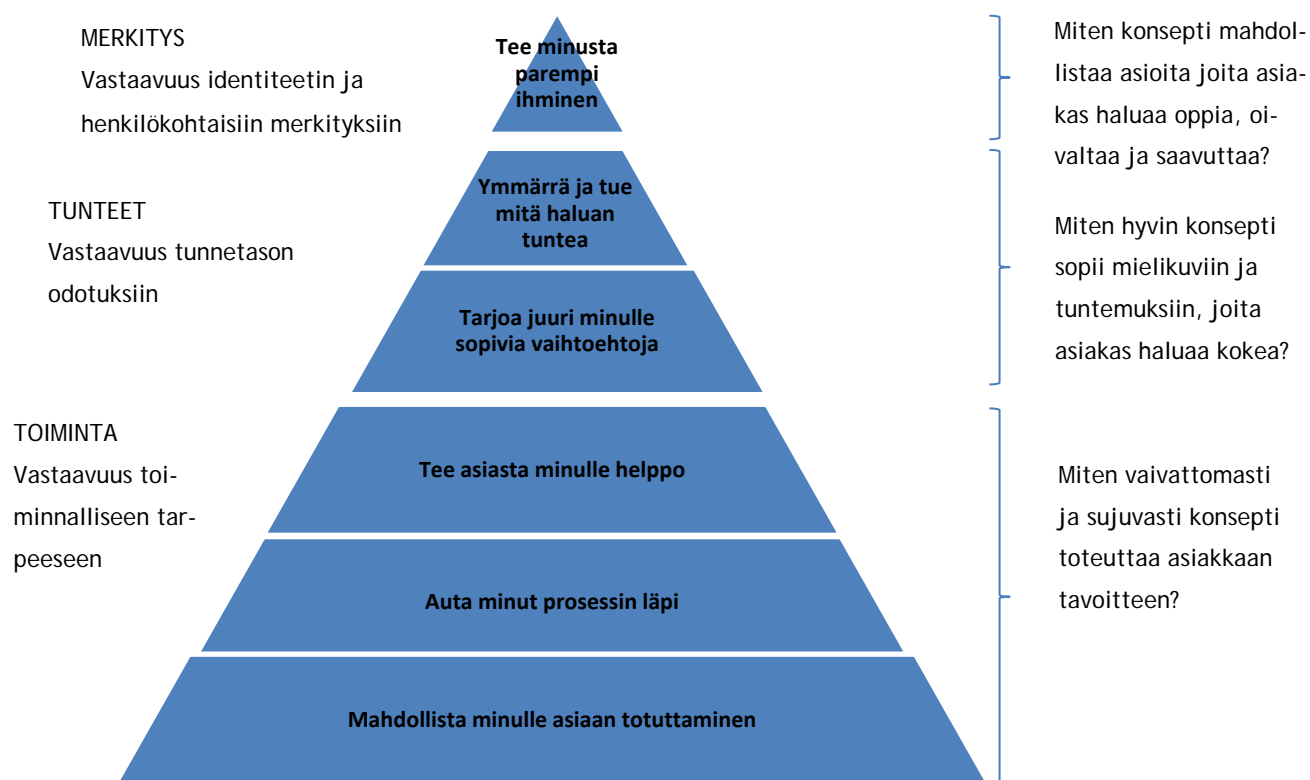 MERKITYS
Vastaavuus identiteetin ja
henkilökohtaisiin merkityksiin
TUNTEET
Vastaavuus tunnetason
odotuksiin
TOIMINTA
Vastaavuus toi-
minnalliseen tar-
peeseen
Tee minusta
parempi
ihminen
Ymmärrä ja tue
mitä haluan
tuntea
Tarjoa juuri minulle
sopivia vaihtoehtoja
Tee asiasta minulle helppo
Auta minut prosessin läpi
Mahdollista minulle asiaan totuttaminen
Miten konsepti mahdol-
listaa asioita joita asia-
kas haluaa oppia, oi-
valtaa ja saavuttaa?
Miten hyvin konsepti
sopii mielikuviin ja
tuntemuksiin, joita
asiakas haluaa kokea?
Miten vaivattomasti
ja sujuvasti konsepti
toteuttaa asiakkaan
tavoitteen?